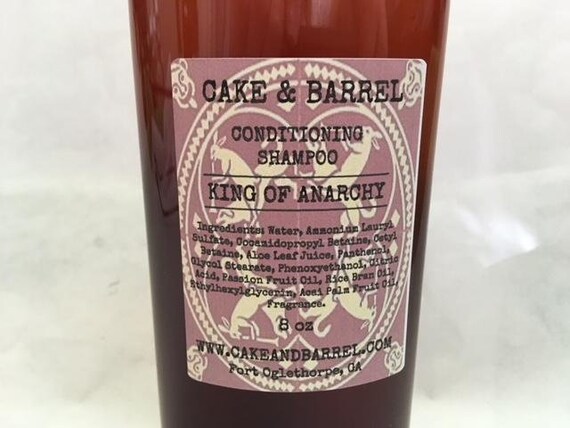 CAKE & BARREL
CONDITIONING
SHAMPOO
KING OF ANARCHY
Ingredients: Water, Ammonium Lauryl
Sulfate, Cocamidopropyl Betaine, Cetyl
Betaine, Aloe Leaf Juice, Panthenol,
Glycol Stearate, Phenoxyethanol, Citric
Acid, Passion Fruit Oil, Rice Bran Oil,
Ethylhexylglycerin, Acai Palm Fruit Oil,
Fragrance.
8 oz
WWW.CAKEANDBARREL.COM
Fort Oglethorpe, GA